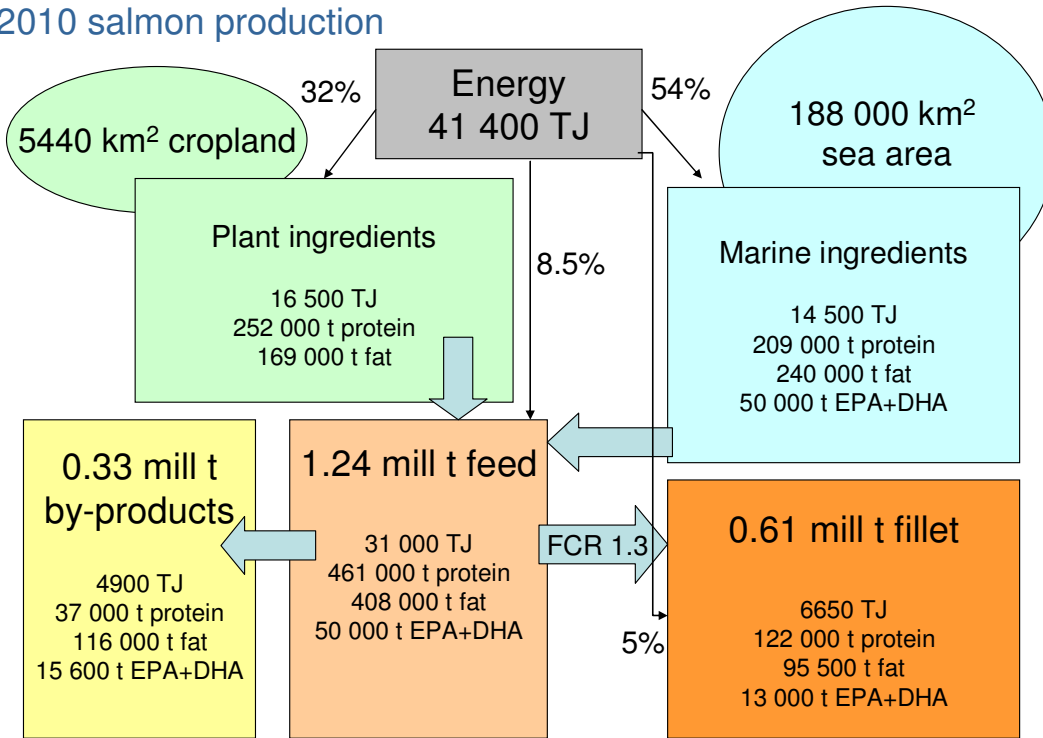 2010 salmon production
32%
Energy
41 400 TJ
54%
5440 km² cropland
188 000 km²
sea area
Plant ingredients
16 500 TJ
252 000 t protein
169 000 t fat
8.5%
Marine ingredients
14 500 TJ
209 000 t protein
240 000 t fat
50 000 t EPA+DHA
0.33 mill t
by-products
4900 TJ
37 000 t protein
116 000 t fat
15 600 t EPA+DHA
1.24 mill t feed
31 000 TJ
461 000 t protein
408 000 t fat
50 000 t EPA+DHA
FCR 1.3
0.61 mill t fillet
6650 TJ
122 000 t protein
95 500 t fat
13 000 t EPA+DHA
5%